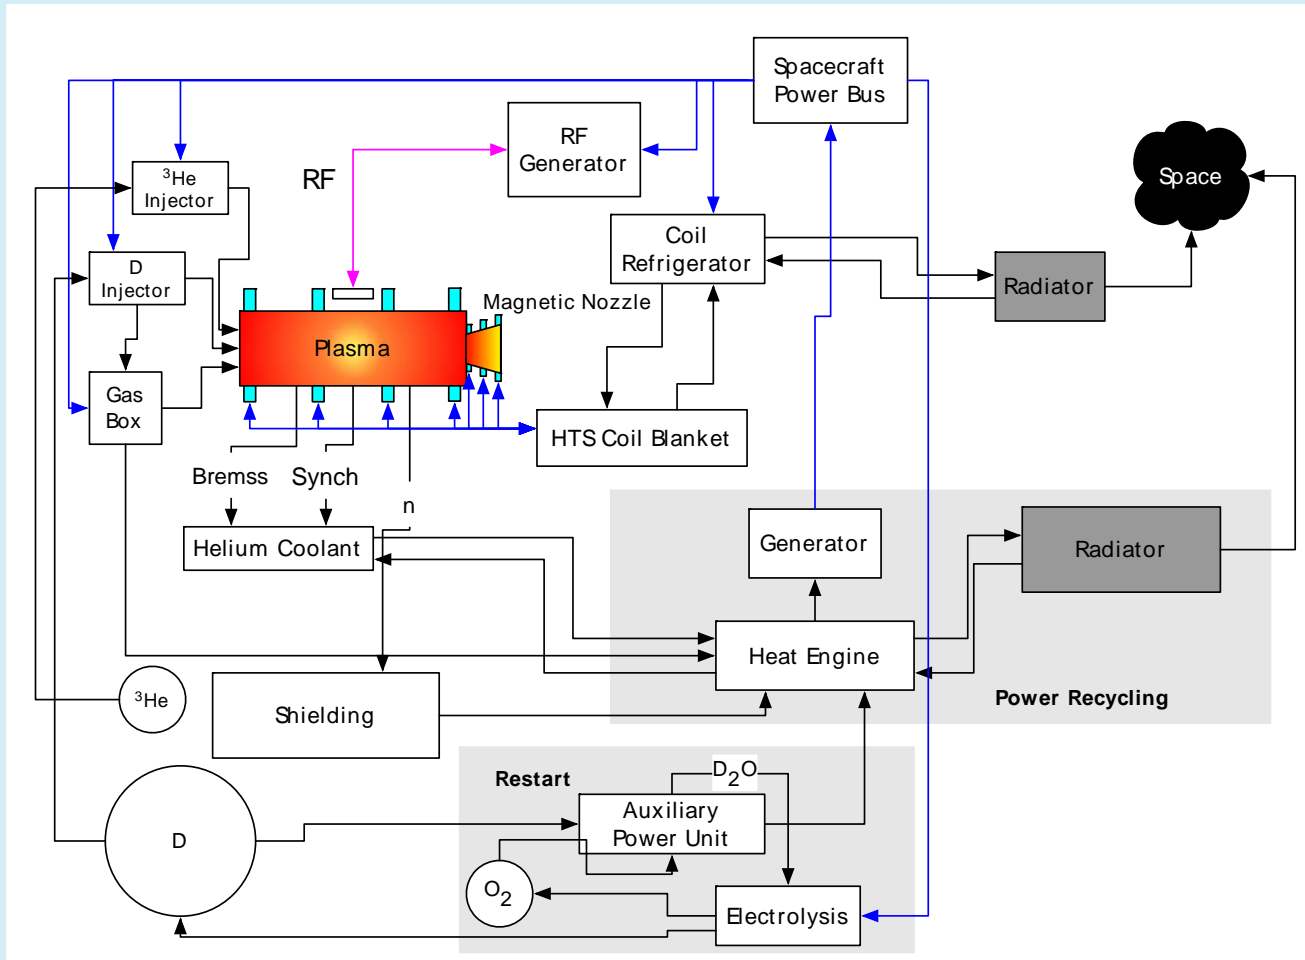 Spacecraft
Power Bus
RF
Generator
RF
³He
Injector
Space
Coil
Refrigerator
D
Injector
Radiator
Magnetic Nozzle
Plasma
Gas
Box
HTS Coil Blanket
Bremss
Synch
n
Generator
Radiator
Helium Coolant
Heat Engine
Power Recycling
³He
Shielding
Restart
D₂O
Auxiliary
Power Unit
D
O₂
Electrolysis